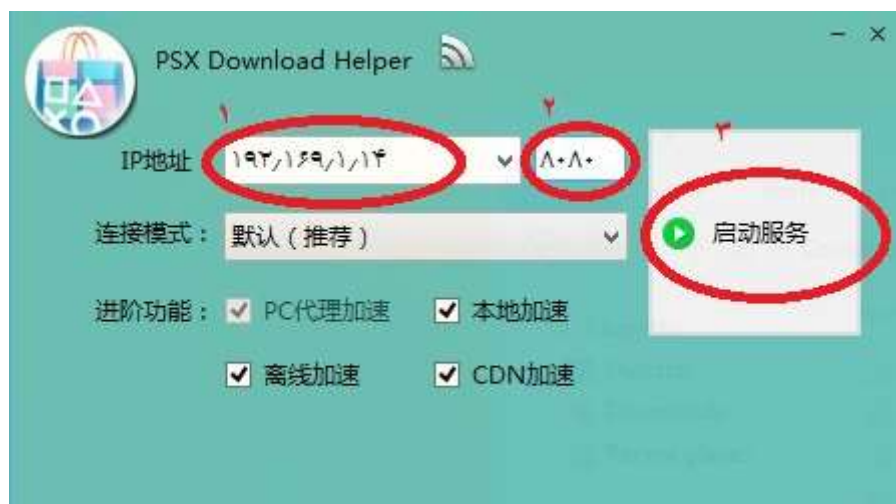 PSX Download Helper
۱ ۲ ۳
IP地址 ۱۹۲٫۱۶۹٫۱٫۱۴ ۸۰۸۰
连接模式： 默认（推荐） 启动服务
进阶功能： PC代理加速 本地加速
离线加速 CDN加速